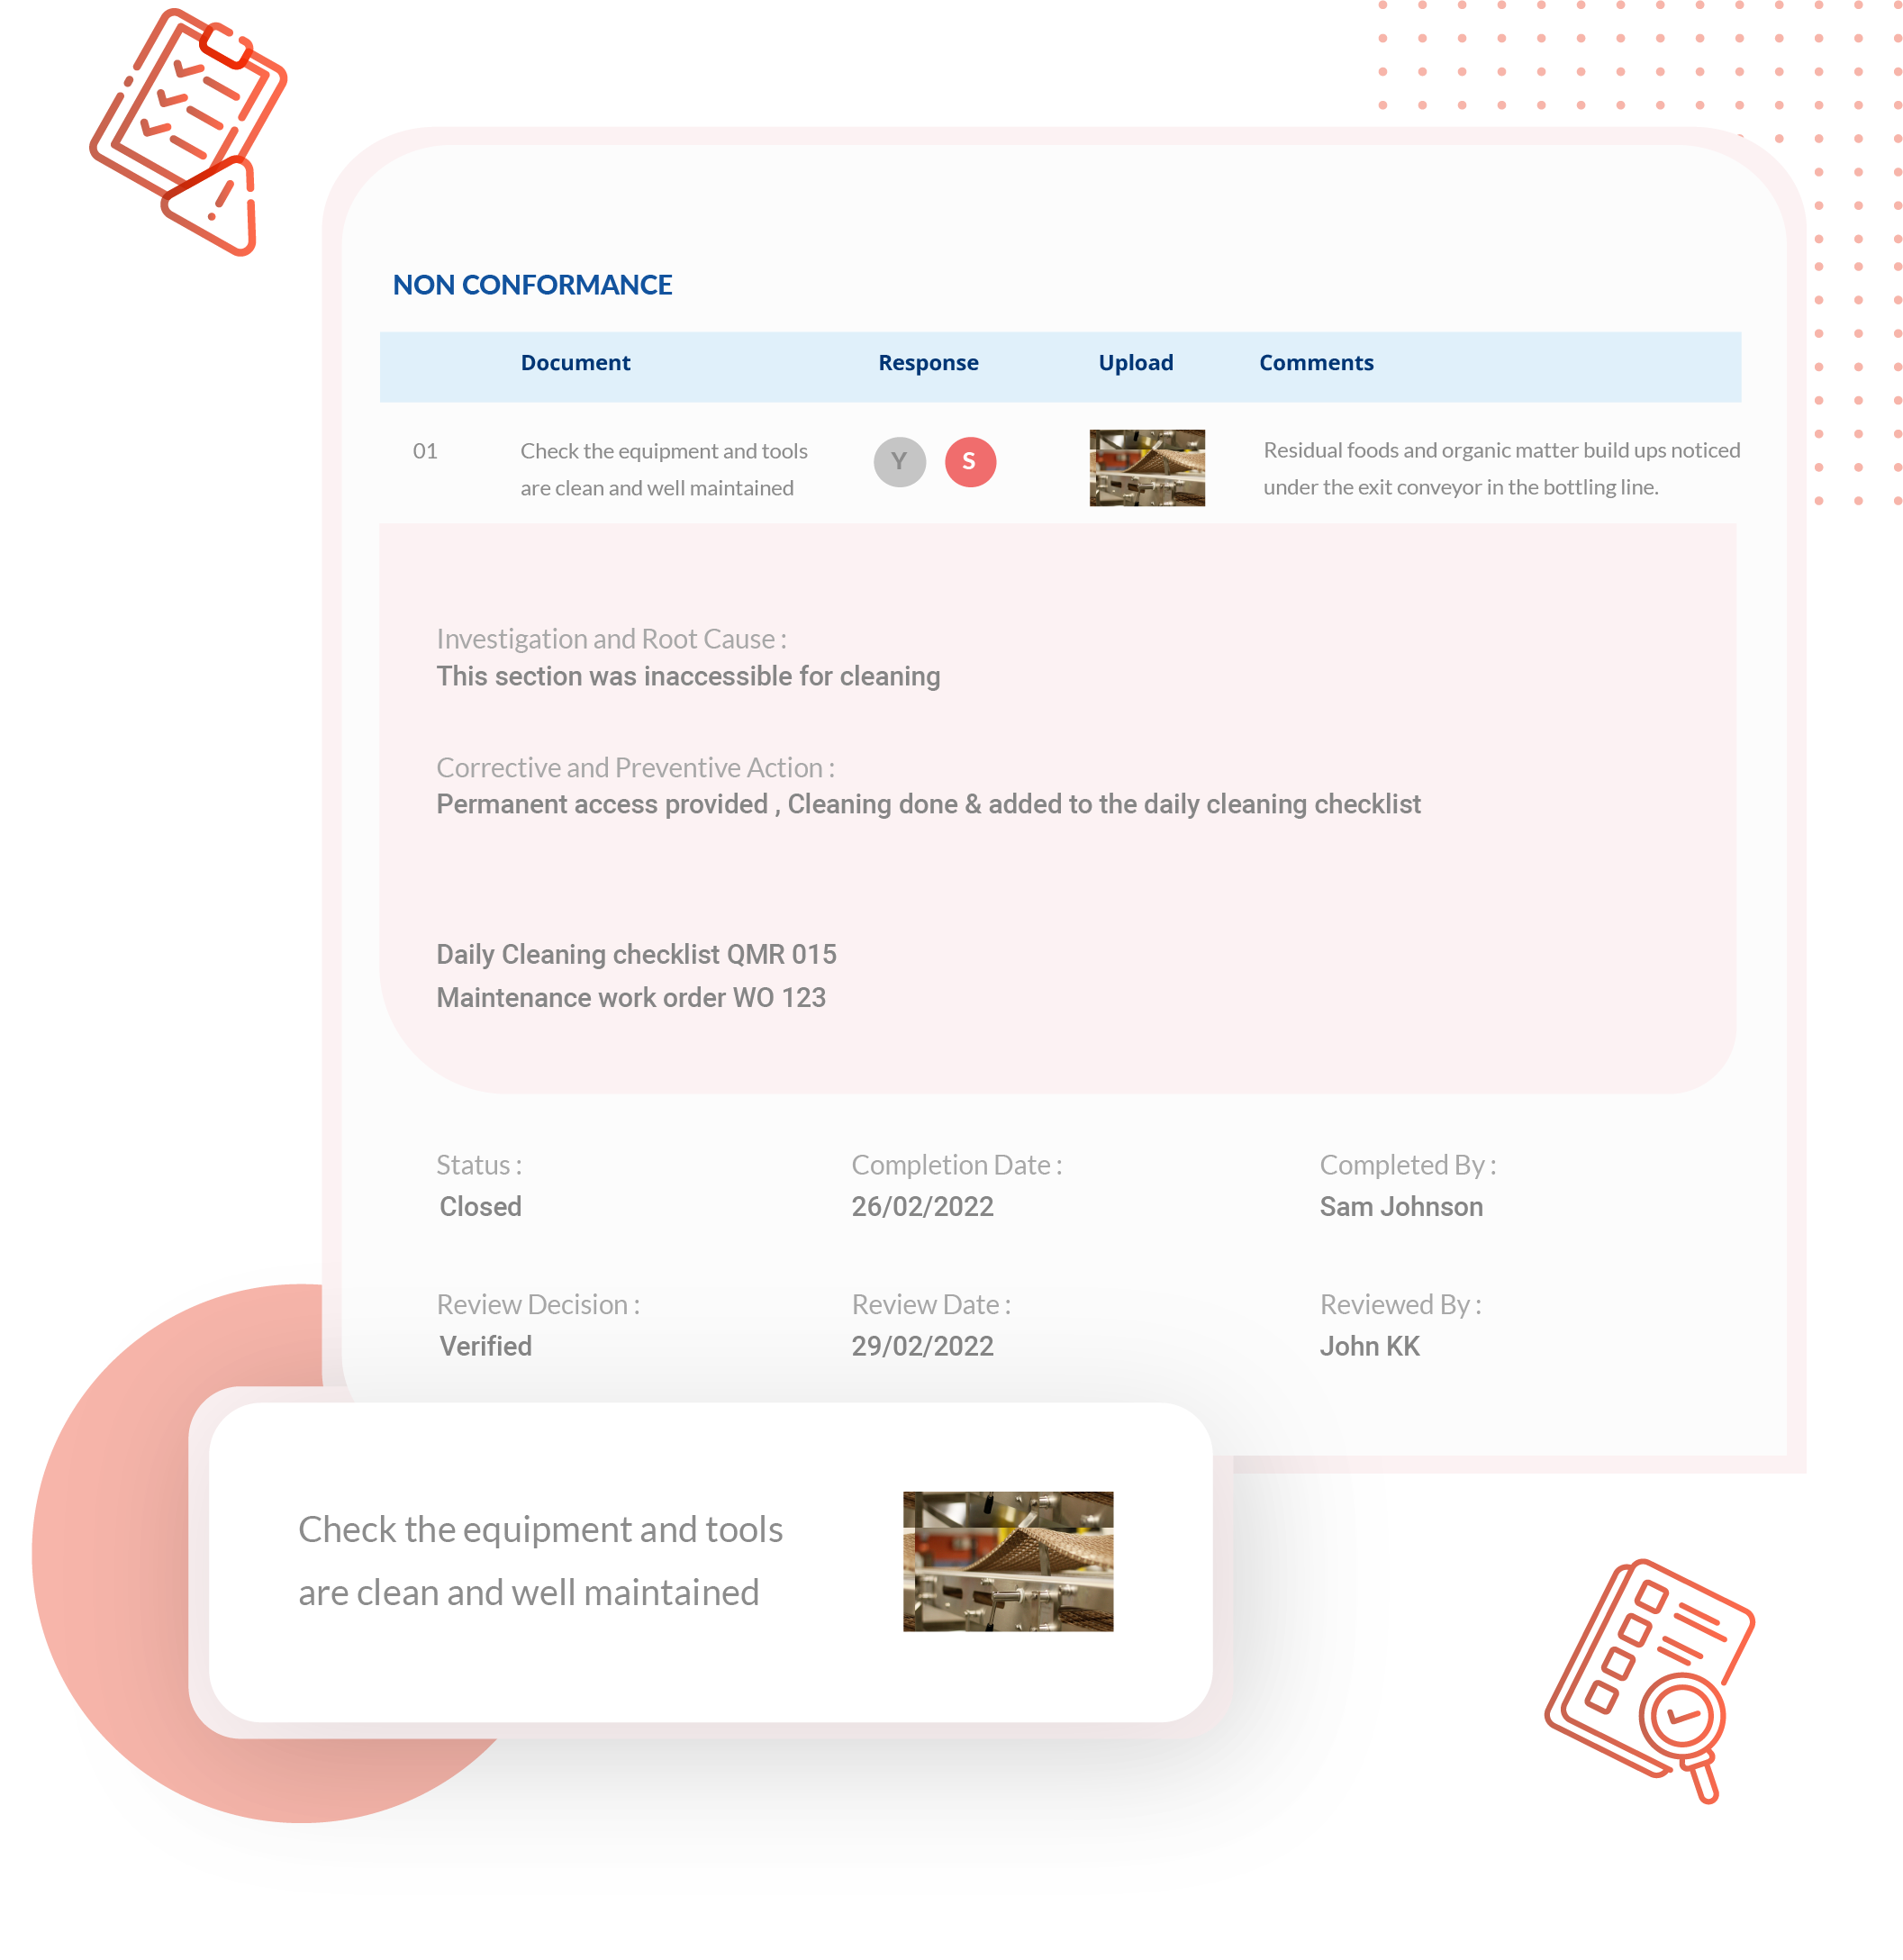 NON CONFORMANCE
Document Response Upload Comments
01 Check the equipment and tools Y S Residual foods and organic matter build ups noticed
are clean and well maintained under the exit conveyor in the bottling line.
Investigation and Root Cause :
This section was inaccessible for cleaning
Corrective and Preventive Action :
Permanent access provided , Cleaning done & added to the daily cleaning checklist
Daily Cleaning checklist QMR 015
Maintenance work order WO 123
Status : Completion Date : Completed By :
Closed 26/02/2022 Sam Johnson
Review Decision : Review Date : Reviewed By :
Verified 29/02/2022 John KK
Check the equipment and tools
are clean and well maintained